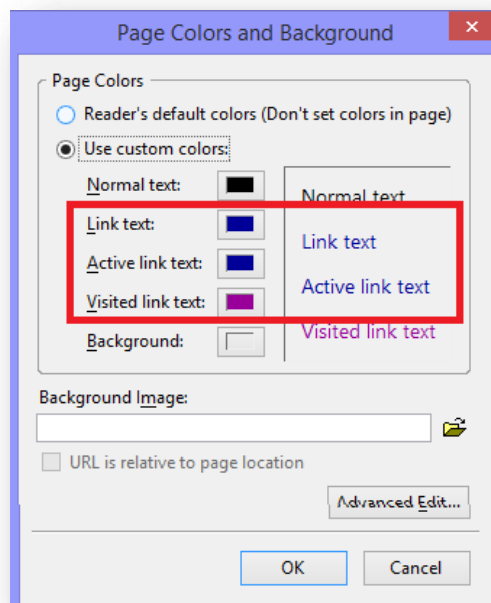 Page Colors and Background
Page Colors
Reader's default colors (Don't set colors in page)
Use custom colors:
Normal text:
Normal text
Link text:
Link text
Active link text:
Active link text
Visited link text:
Visited link text
Background:
Background Image:
URL is relative to page location
Advanced Edit...
OK
Cancel